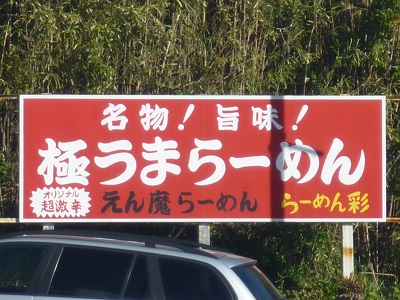 名物！旨味！
極うまらーめん
オリジナル
超激辛
えん魔らーめん
らーめん彩